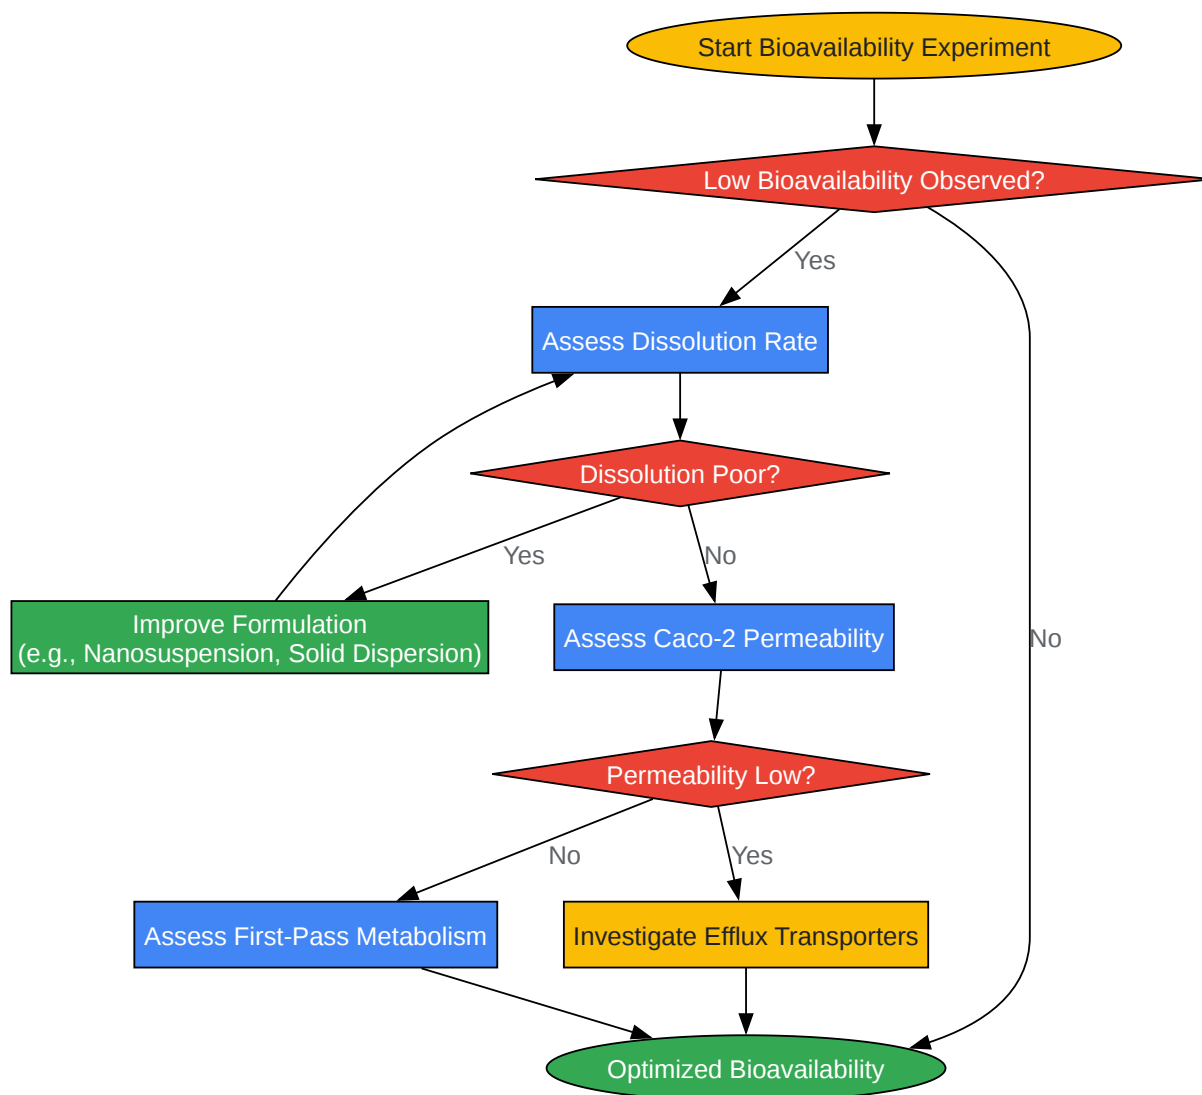 Start Bioavailability Experiment
Low Bioavailability Observed?
Yes
Assess Dissolution Rate
Dissolution Poor?
Yes
No
Improve Formulation
(e.g., Nanosuspension, Solid Dispersion)
Assess Caco-2 Permeability
No
Permeability Low?
No
Yes
Assess First-Pass Metabolism
Investigate Efflux Transporters
Optimized Bioavailability